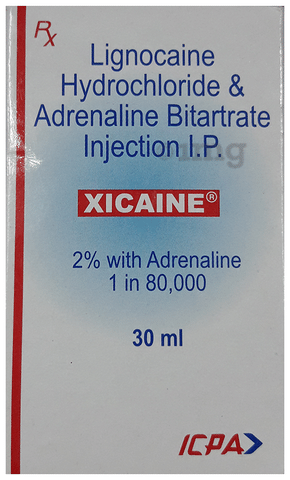 Rx
Lignocaine
Hydrochloride &
Adrenaline Bitartrate
Injection I.P.
XICAINE®
2% with Adrenaline
1 in 80,000
30 ml
ICPA